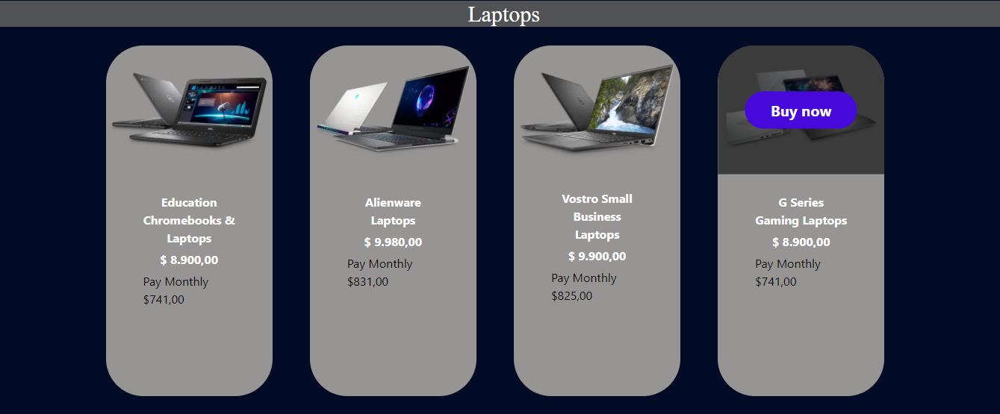 Laptops
Education
Chromebooks &
Laptops
$ 8.900,00
Pay Monthly
$741,00
Alienware
Laptops
$ 9.980,00
Pay Monthly
$831,00
Vostro Small
Business
Laptops
$ 9.900,00
Pay Monthly
$825,00
Buy now
G Series
Gaming Laptops
$ 8.900,00
Pay Monthly
$741,00